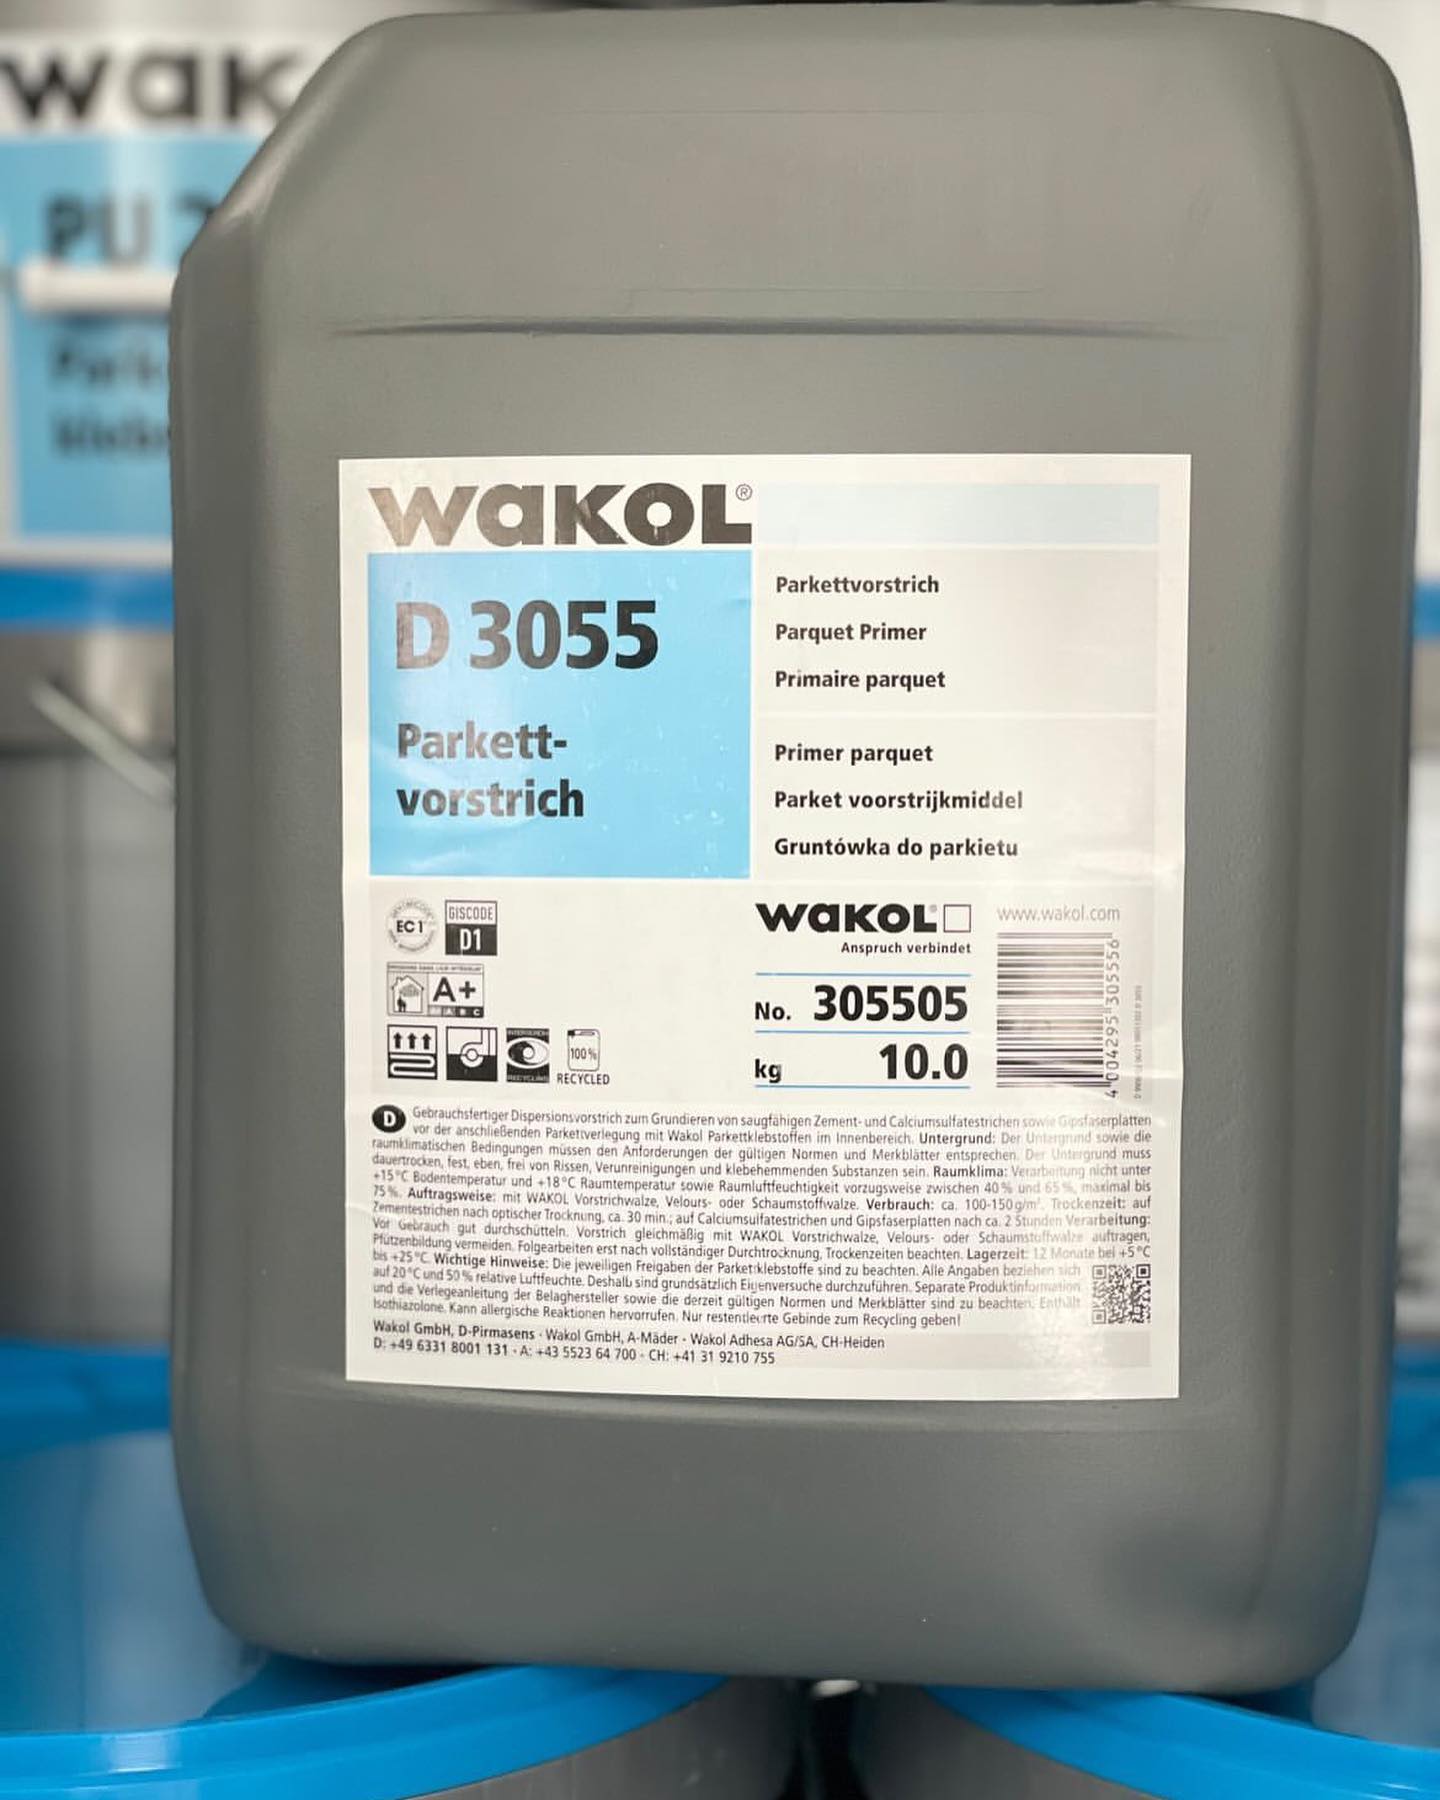 wak
PU
Park
klebs
WAKOL®
D 3055
Parkett-
vorstrich
Parkettvorstrich
Parquet Primer
Primaire parquet
Primer parquet
Parket voorstrijkmiddel
Gruntówka do parkietu
EC1
GISCODE
D1
A+
100%
RECYCLED
WAKOL®
Anspruch verbindet
No. 305505
kg 10.0
www.wakol.com
4 004295 305556
D Gebrauchsfertiger Dispersionsvorstrich zum Grundieren von saugfähigen Zement- und Calciumsulfatestrichen sowie Gipsfaserplatten
vor der anschließenden Parkettverlegung mit Wakol Parkettklebstoffen im Innenbereich. Untergrund: Der Untergrund sowie die
raumklimatischen Bedingungen müssen den Anforderungen der gültigen Normen und Merkblätter entsprechen. Der Untergrund muss
dauertrocken, fest, eben, frei von Rissen, Verunreinigungen und klebehemmenden Substanzen sein. Raumklima: Verarbeitung nicht unter
+15°C Bodentemperatur und +18°C Raumtemperatur sowie Raumluftfeuchtigkeit vorzugsweise zwischen 40% und 65%, maximal bis
75%. Auftragsweise: mit WAKOL Vorstrichwalze, Velours- oder Schaumstoffwalze. Verbrauch: ca. 100-150g/m². Trockenzeit: auf
Zementestrichen nach optischer Trocknung, ca. 30 min.; auf Calciumsulfatestrichen und Gipsfaserplatten nach ca. 2 Stunden Verarbeitung:
Vor Gebrauch gut durchschütteln. Vorstrich gleichmäßig mit WAKOL Vorstrichwalze, Velours- oder Schaumstoffwalze auftragen,
Pfützenbildung vermeiden. Folgearbeiten erst nach vollständiger Durchtrocknung, Trockenzeiten beachten. Lagerzeit: 12 Monate bei +5°C
bis +25°C. Wichtige Hinweise: Die jeweiligen Freigaben der Parkettklebstoffe sind zu beachten. Alle Angaben beziehen sich
auf 20°C und 50% relative Luftfeuchte. Deshalb sind grundsätzlich Eigenversuche durchzuführen. Separate Produktinformation
und die Verlegeanleitung der Belaghersteller sowie die derzeit gültigen Normen und Merkblätter sind zu beachten. Enthält
Isothiazolone. Kann allergische Reaktionen hervorrufen. Nur restentleerte Gebinde zum Recycling geben!
Wakol GmbH, D-Pirmasens · Wakol GmbH, A-Mäder · Wakol Adhesa AG/SA, CH-Heiden
D: +49 6331 8001 131 · A: +43 5523 64 700 · CH: +41 31 9210 755